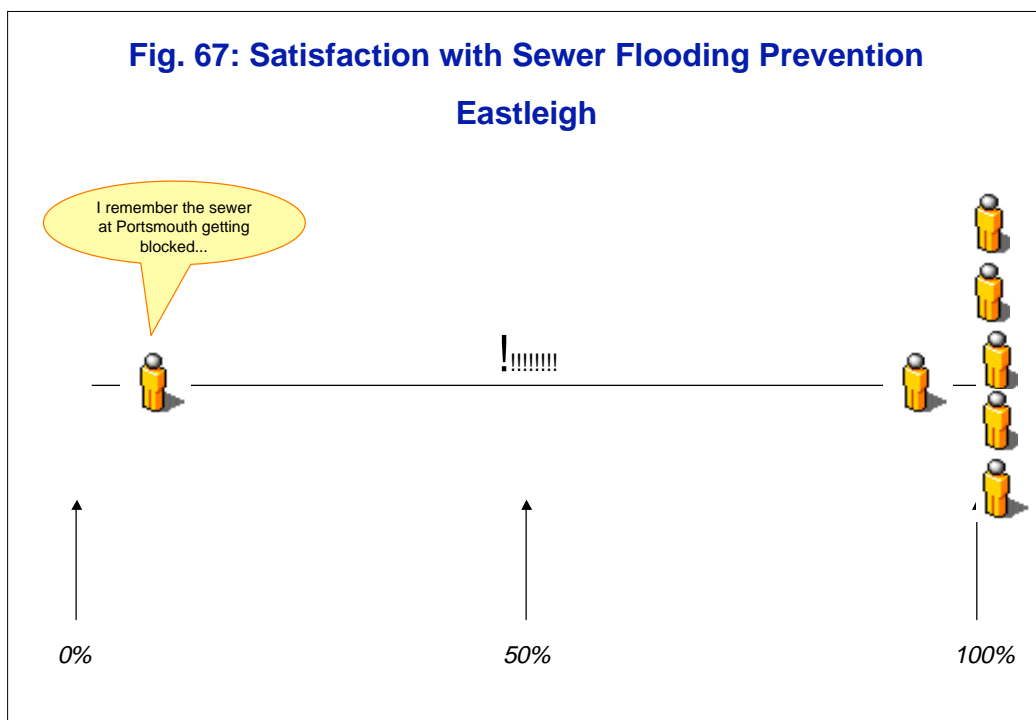 Fig. 67: Satisfaction with Sewer Flooding Prevention
Eastleigh
I remember the sewer
at Portsmouth getting
blocked...
!!!!!!!!!
0%
50%
100%